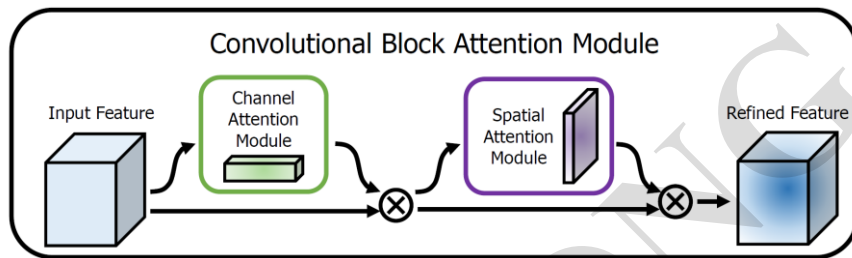 Convolutional Block Attention Module
Input Feature
Channel
Attention
Module
Spatial
Attention
Module
Refined Feature